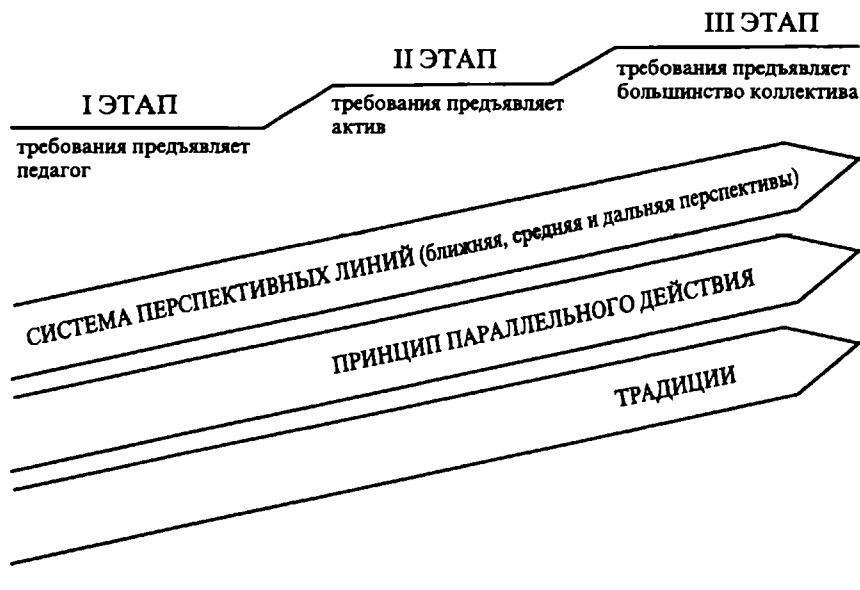 I ЭТАП
требования предъявляет
педагог
II ЭТАП
требования предъявляет
актив
III ЭТАП
требования предъявляет
большинство коллектива
СИСТЕМА ПЕРСПЕКТИВНЫХ ЛИНИЙ (ближняя, средняя и дальняя перспективы)
ПРИНЦИП ПАРАЛЛЕЛЬНОГО ДЕЙСТВИЯ
ТРАДИЦИИ